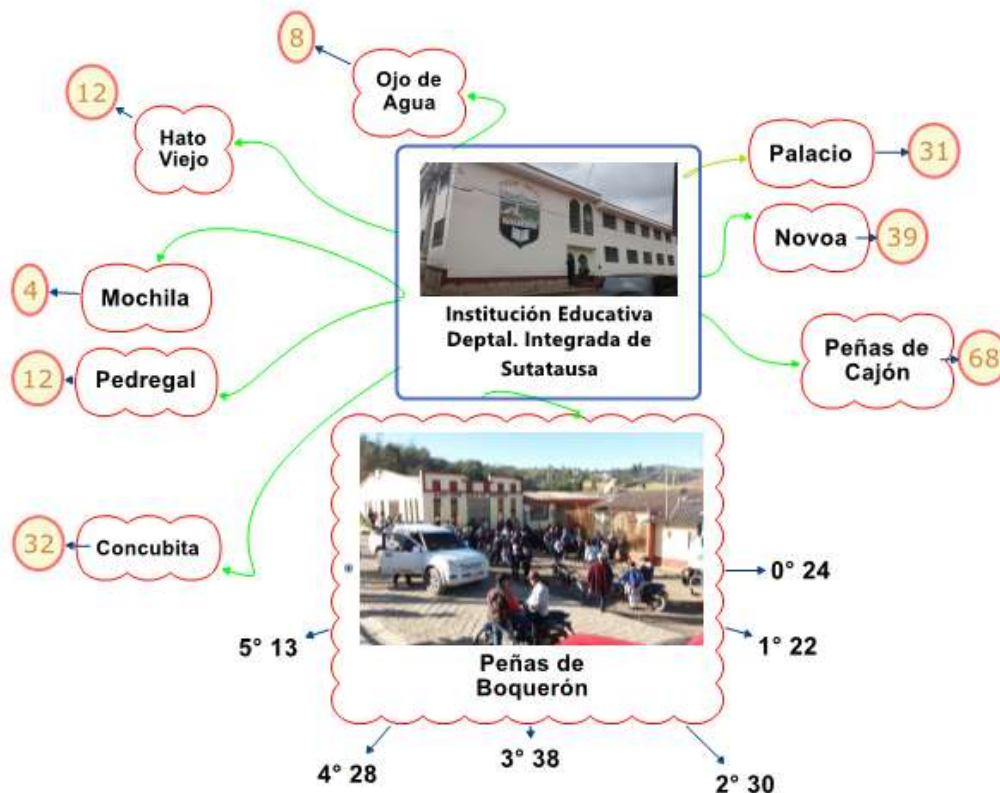 8
Ojo de
Agua
12
Hato
Viejo
Palacio
31
Novoa
39
4
Mochila
Institución Educativa
Deptal. Integrada de
Sutatausa
Peñas de
Cajón
68
12
Pedregal
32
Concubita
0° 24
5° 13
1° 22
Peñas de
Boquerón
3° 38
4° 28
2° 30